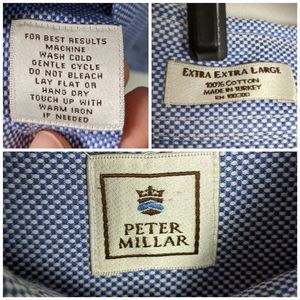 FOR BEST RESULTS
MACHINE
WASH COLD
GENTLE CYCLE
DO NOT BLEACH
LAY FLAT OR
HANG DRY
TOUCH UP WITH
WARM IRON
IF NEEDED
EXTRA EXTRA LARGE
100% COTTON
MADE IN TURKEY
PETER
MILLAR